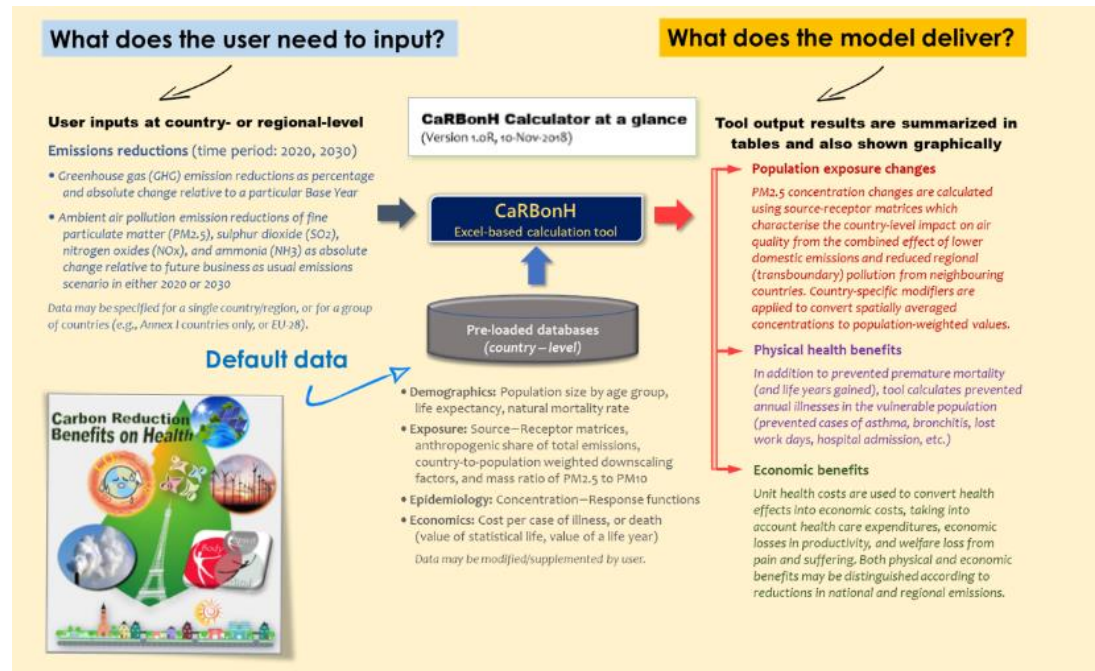 What does the user need to input?
What does the model deliver?
User inputs at country- or regional-level
Emissions reductions (time period: 2020, 2030)
• Greenhouse gas (GHG) emission reductions as percentage
and absolute change relative to a particular Base Year
• Ambient air pollution emission reductions of fine
particulate matter (PM2.5), sulphur dioxide (SO2),
nitrogen oxides (NOx), and ammonia (NH3) as absolute
change relative to future business as usual emissions
scenario in either 2020 or 2030
Data may be specified for a single country/region, or for a group
of countries (e.g., Annex I countries only, or EU-28).
CaRBonH Calculator at a glance
(Version 1.0R, 10-Nov-2018)
CaRBonH
Excel-based calculation tool
Pre-loaded databases
(country – level)
Default data
• Demographics: Population size by age group,
life expectancy, natural mortality rate
• Exposure: Source–Receptor matrices,
anthropogenic share of total emissions,
country-to-population weighted downscaling
factors, and mass ratio of PM2.5 to PM10
• Epidemiology: Concentration–Response functions
• Economics: Cost per case of illness, or death
(value of statistical life, value of a life year)
Data may be modified/supplemented by user.
Carbon Reduction
Benefits on Health
Body
Mind
Tool output results are summarized in
tables and also shown graphically
Population exposure changes
PM2.5 concentration changes are calculated
using source-receptor matrices which
characterise the country-level impact on air
quality from the combined effect of lower
domestic emissions and reduced regional
(transboundary) pollution from neighbouring
countries. Country-specific modifiers are
applied to convert spatially averaged
concentrations to population-weighted values.
Physical health benefits
In addition to prevented premature mortality
(and life years gained), tool calculates prevented
annual illnesses in the vulnerable population
(prevented cases of asthma, bronchitis, lost
work days, hospital admission, etc.)
Economic benefits
Unit health costs are used to convert health
effects into economic costs, taking into
account health care expenditures, economic
losses in productivity, and welfare loss from
pain and suffering. Both physical and economic
benefits may be distinguished according to
reductions in national and regional emissions.